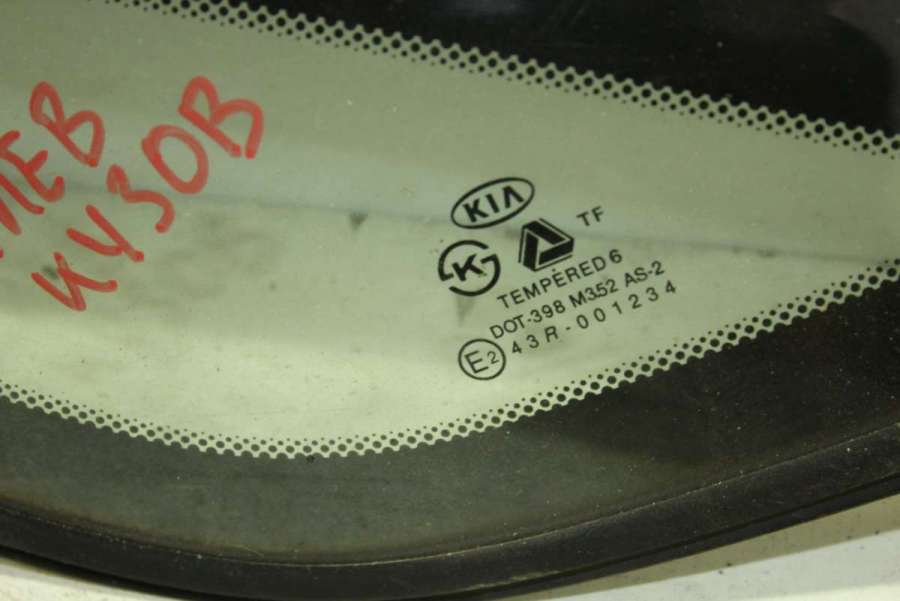 ЛЕВ
КУЗОВ
KIA
TF
TEMPERED 6
DOT-398 M352 AS-2
E2 43R-001234